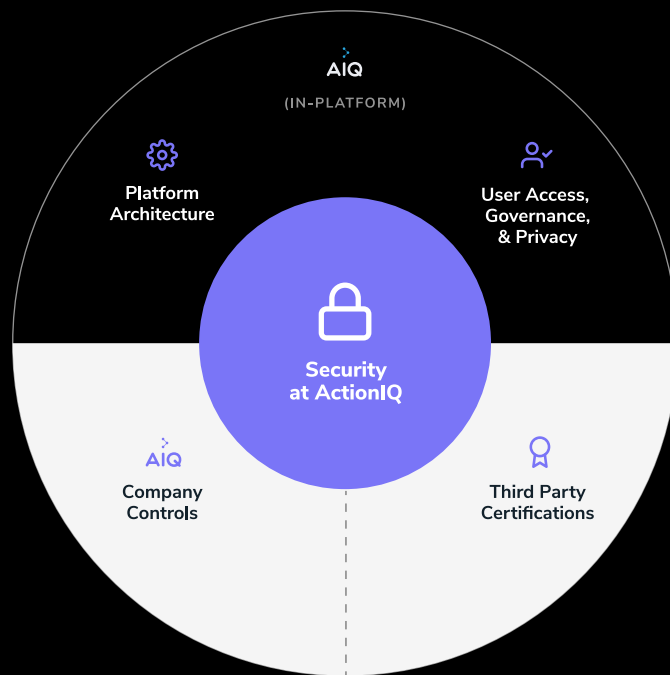 AIQ
(IN-PLATFORM)
Platform
Architecture
User Access,
Governance,
& Privacy
Security
at ActionIQ
AIQ
Company
Controls
Third Party
Certifications